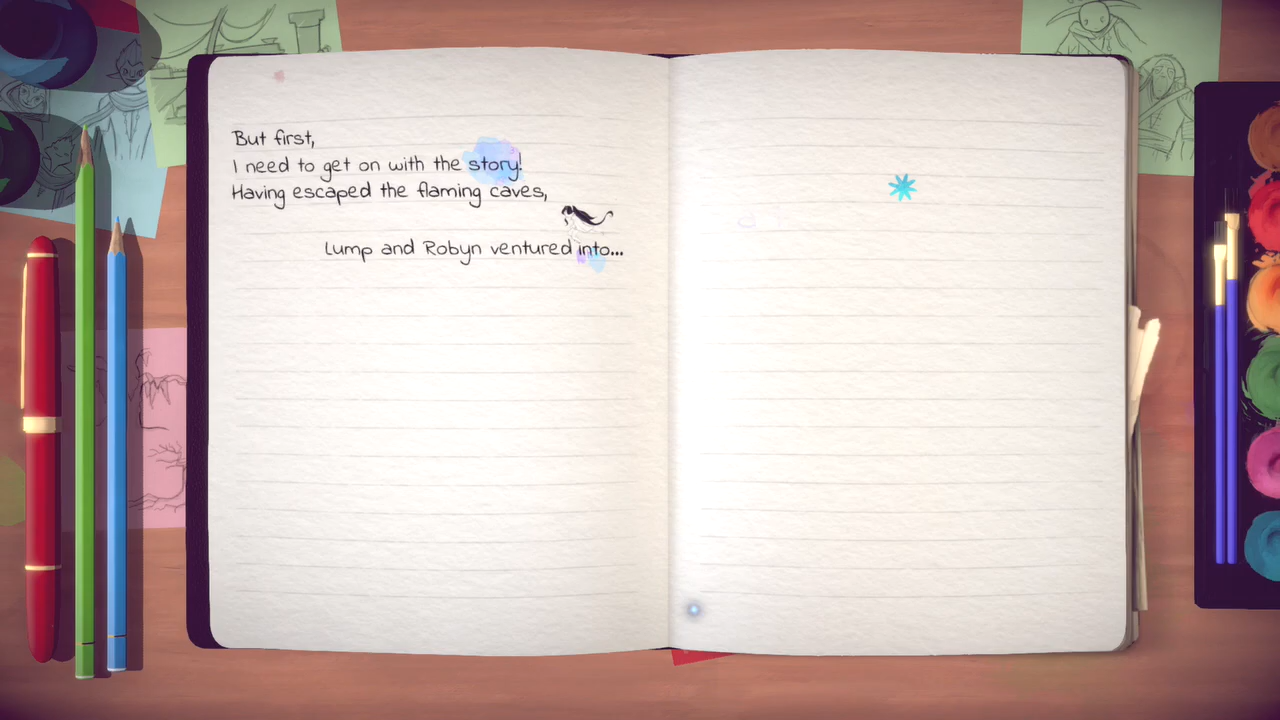 But first,
I need to get on with the story!
Having escaped the flaming caves,
Lump and Robyn ventured into...